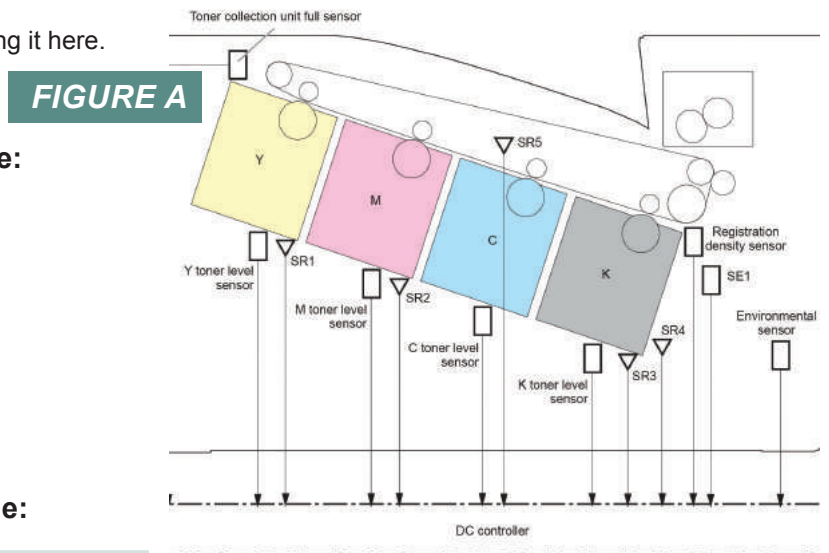 Toner collection unit full sensor
ng it here.
FIGURE A
e:
Y
M
C
K
SR5
SR1
SR2
SR3
SR4
Y toner level
sensor
M toner level
sensor
C toner level
sensor
K toner level
sensor
Registration
density sensor
SE1
Environmental
sensor
e:
DC controller